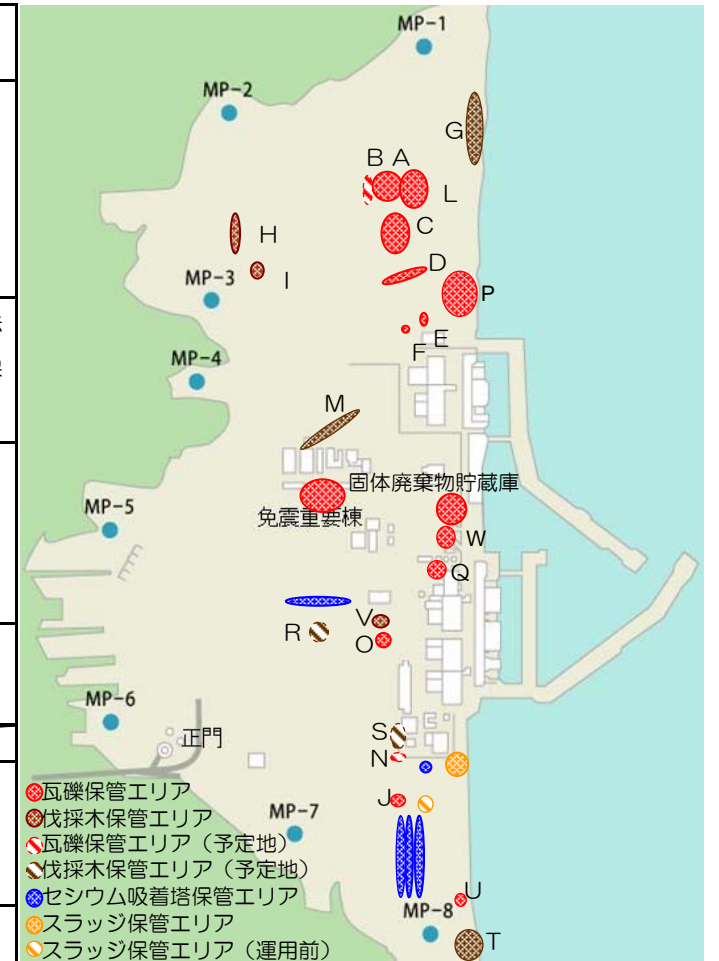 MP-1
MP-2
G
B A
L
H
C
I
D
MP-3
P
E
F
MP-4
M
固体廃棄物貯蔵庫
免震重要棟
MP-5
W
Q
V
R
O
MP-6
正門
S
N
J
MP-7
U
MP-8
T
瓦礫保管エリア
伐採木保管エリア
瓦礫保管エリア（予定地）
伐採木保管エリア（予定地）
セシウム吸着塔保管エリア
スラッジ保管エリア
スラッジ保管エリア（運用前）